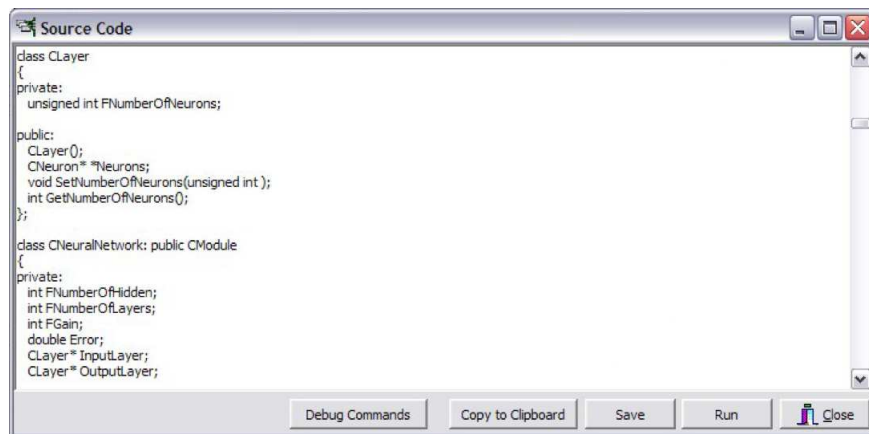 Source Code
class CLayer
{
private:
unsigned int FNumberOfNeurons;
public:
CLayer();
CNeuron* *Neurons;
void SetNumberOfNeurons(unsigned int );
int GetNumberOfNeurons();
};
class CNeuralNetwork: public CModule
{
private:
int FNumberOfHidden;
int FNumberOfLayers;
int FGain;
double Error;
CLayer* InputLayer;
CLayer* OutputLayer;
Debug Commands Copy to Clipboard Save Run Close